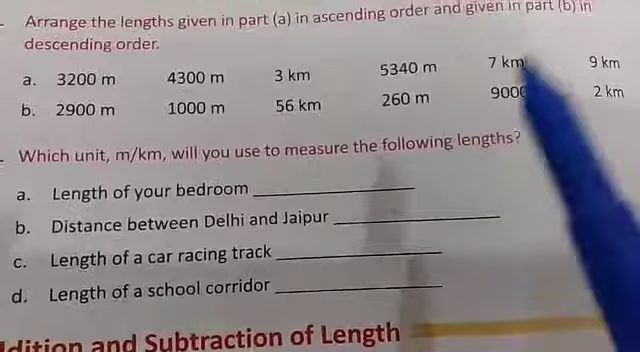 Arrange the lengths given in part (a) in ascending order and given in part (b) in
descending order.
a. 3200 m 4300 m 3 km 5340 m 7 km 9 km
b. 2900 m 1000 m 56 km 260 m 900 2 km
Which unit, m/km, will you use to measure the following lengths?
a. Length of your bedroom
b. Distance between Delhi and Jaipur
c. Length of a car racing track
d. Length of a school corridor
dition and Subtraction of Length